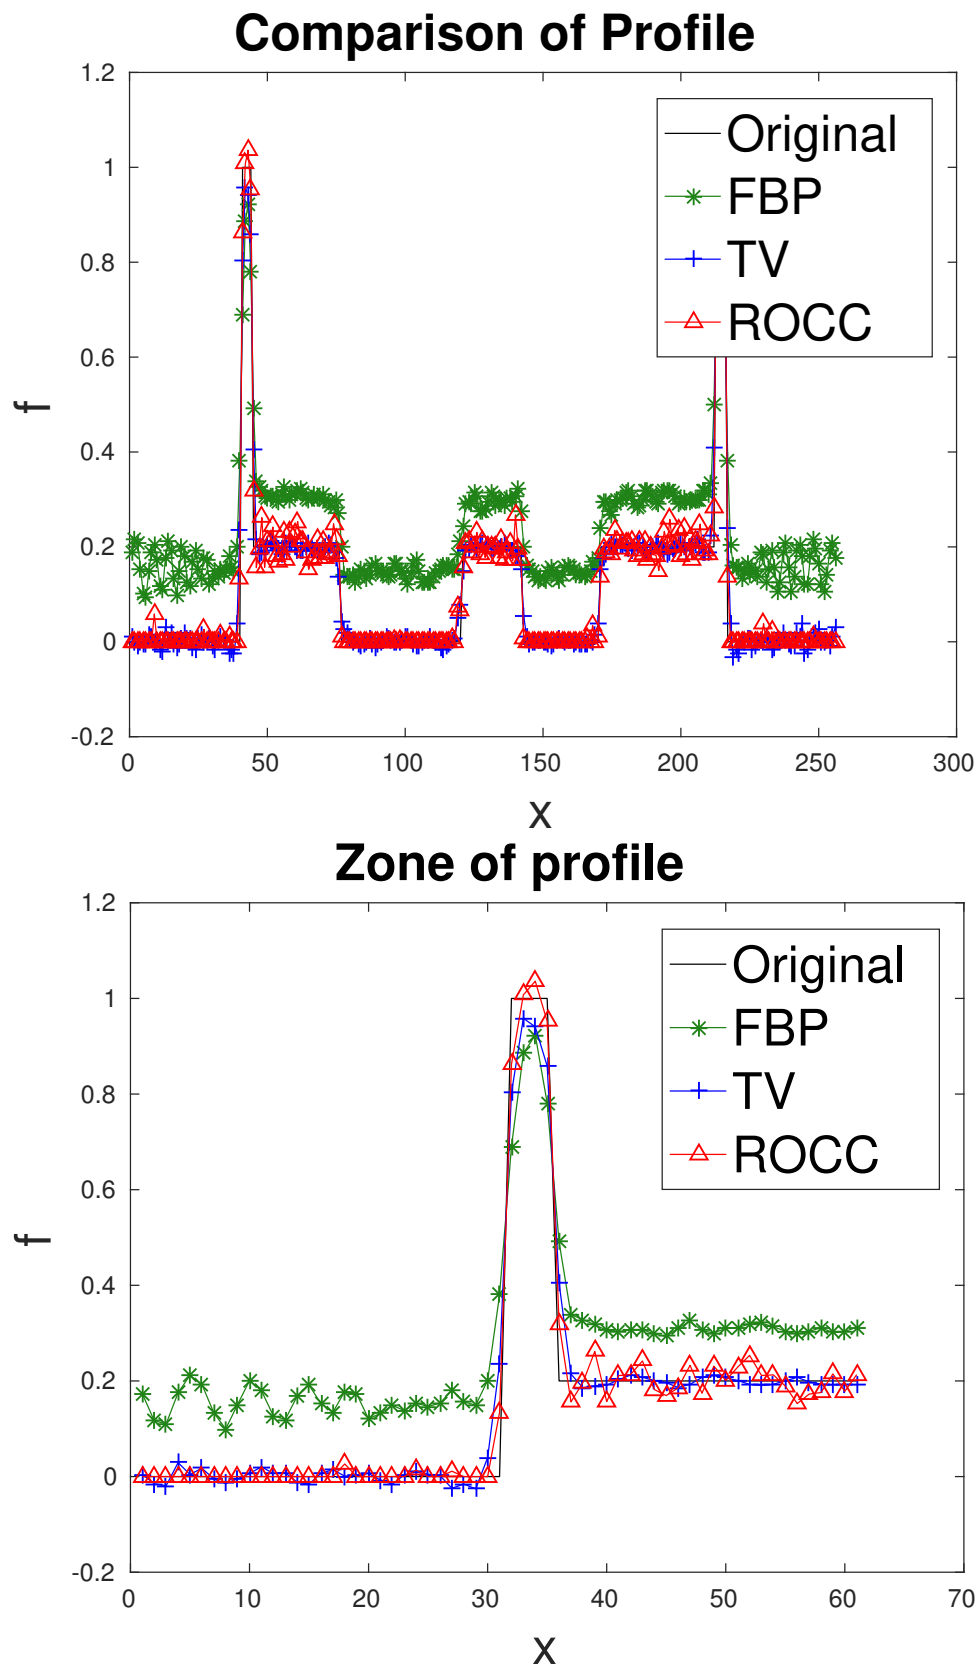 Comparison of Profile
1.2
1
0.8
0.6
0.4
0.2
0
-0.2
f
Original
FBP
TV
ROCC
0 50 100 150 200 250 300
x
Zone of profile
1.2
1
0.8
0.6
0.4
0.2
0
-0.2
f
Original
FBP
TV
ROCC
0 10 20 30 40 50 60 70
x